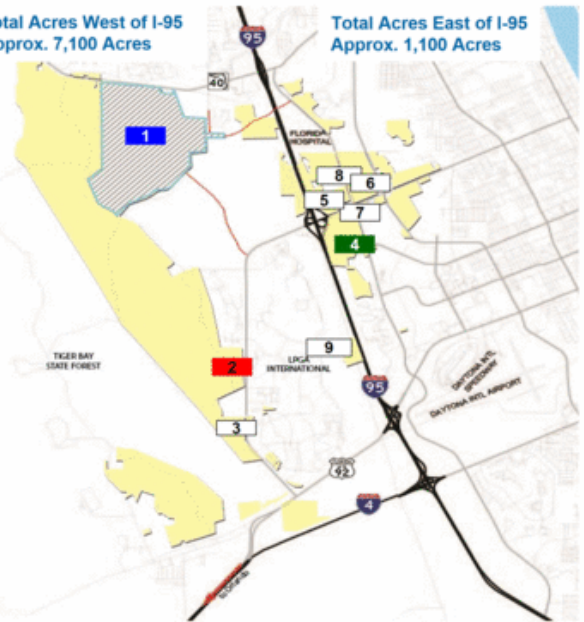 otal Acres West of I-95
pprox. 7,100 Acres
Total Acres East of I-95
Approx. 1,100 Acres
95
40
1
FLORIDA
HOSPITAL
8
6
5
7
4
9
TIGER BAY
STATE FOREST
2
LPGA
INTERNATIONAL
95
DAYTONA INTL
SPEEDWAY
DAYTONA INTL AIRPORT
3
92
4
to Orlando